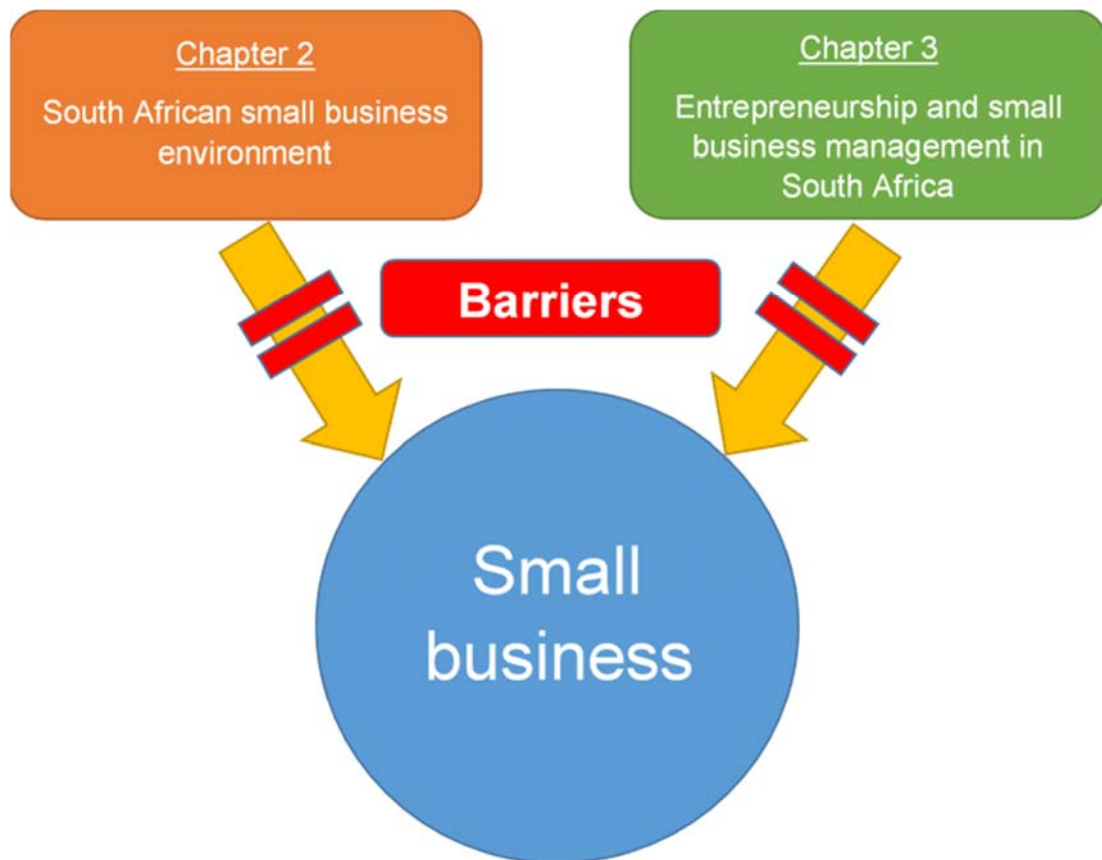 Chapter 2
South African small business
environment
Chapter 3
Entrepreneurship and small
business management in
South Africa
Barriers
Small
business